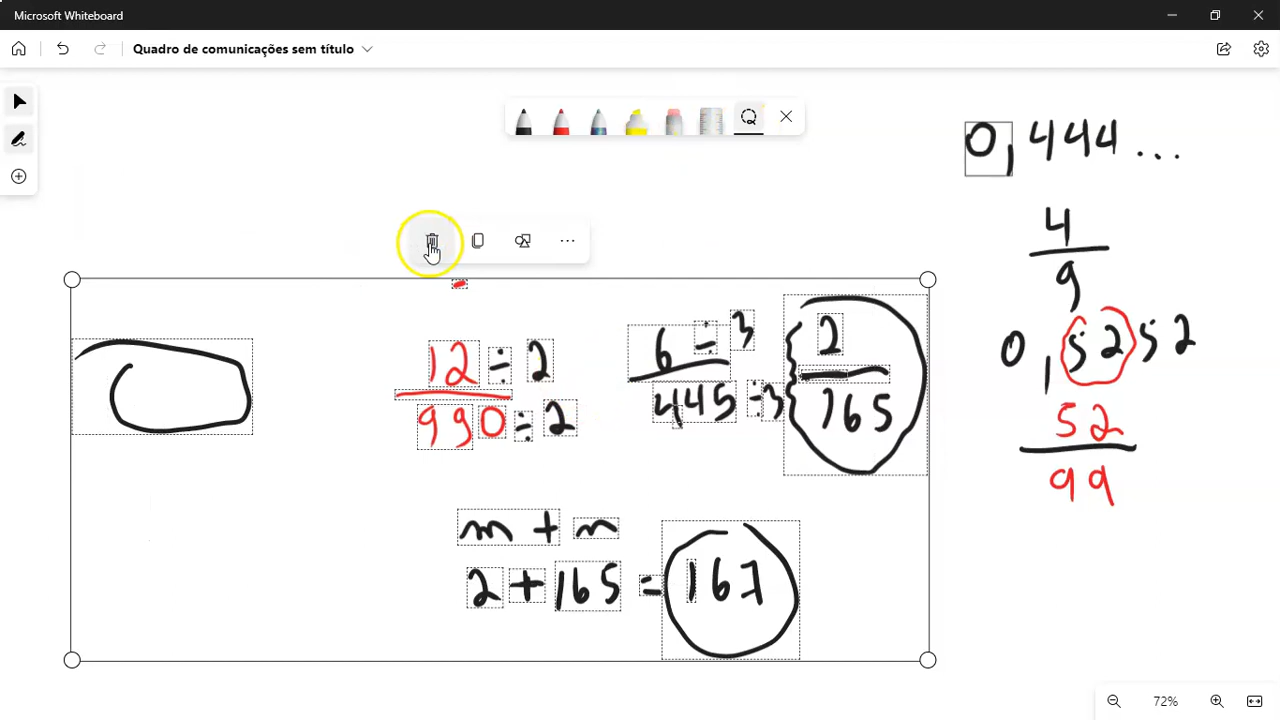 Microsoft Whiteboard
Quadro de comunicações sem título
0,444...
4
9
0,5252
52
99
12 ÷ 2
990 ÷ 2
6 ÷ 3
445 ÷ 3
2
165
m + n
2 + 165 = 167
72%